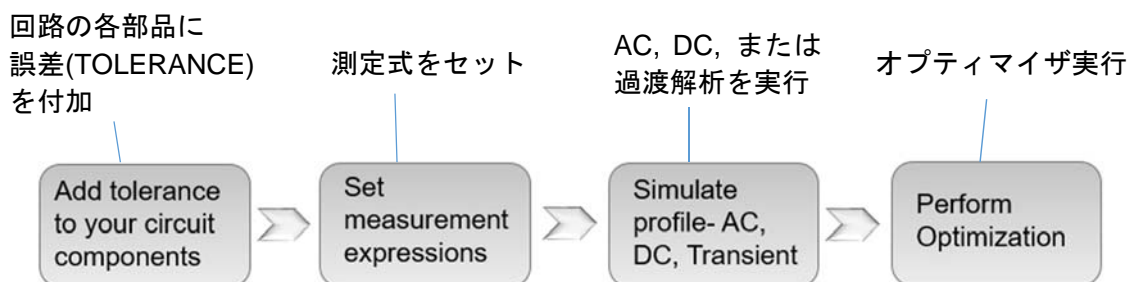 回路の各部品に
誤差(TOLERANCE)
を付加
測定式をセット
AC, DC, または
過渡解析を実行
オプティマイザ実行
Add tolerance
to your circuit
components
Set
measurement
expressions
Simulate
profile- AC,
DC, Transient
Perform
Optimization